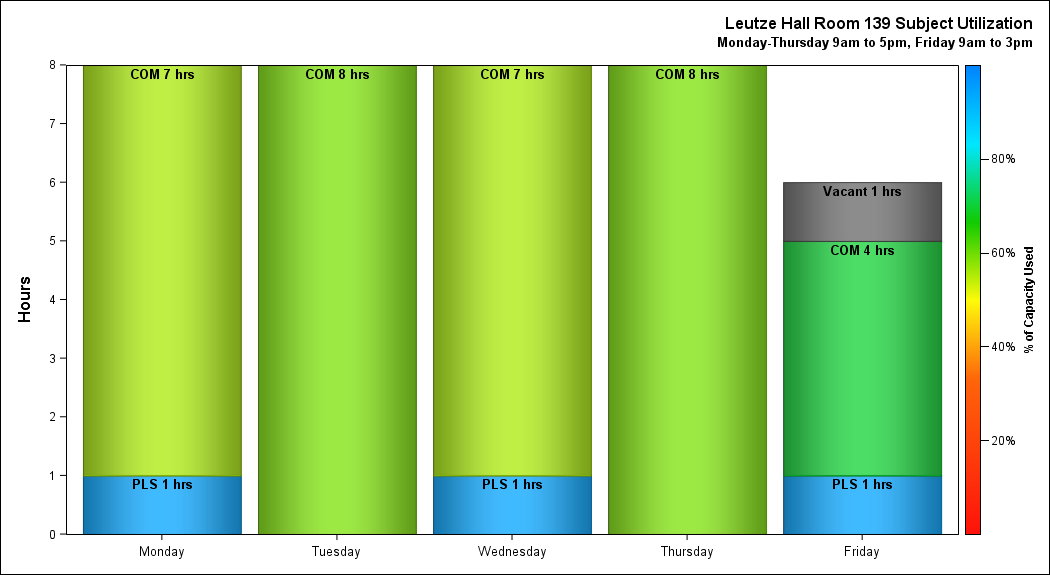 Leutze Hall Room 139 Subject Utilization
Monday-Thursday 9am to 5pm, Friday 9am to 3pm
Hours
8
7
6
5
4
3
2
1
0
COM 7 hrs
PLS 1 hrs
COM 8 hrs
COM 7 hrs
PLS 1 hrs
COM 8 hrs
Vacant 1 hrs
COM 4 hrs
PLS 1 hrs
Monday
Tuesday
Wednesday
Thursday
Friday
80%
60%
40%
20%
% of Capacity Used